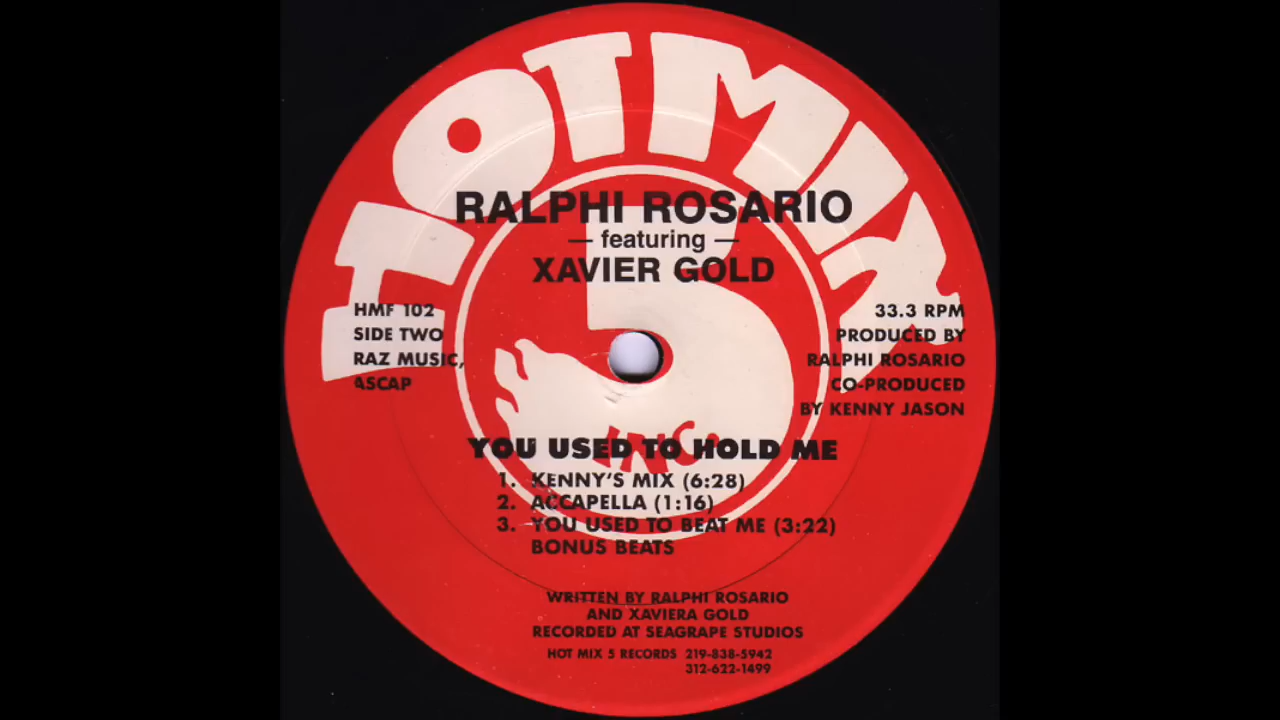 HOT MIX
5
RALPHI ROSARIO
— featuring —
XAVIER GOLD
HMF 102
SIDE TWO
RAZ MUSIC,
ASCAP
33.3 RPM
PRODUCED BY
RALPHI ROSARIO
CO-PRODUCED
BY KENNY JASON
INC.
YOU USED TO HOLD ME
1. KENNY'S MIX (6:28)
2. ACCAPELLA (1:16)
3. YOU USED TO BEAT ME (3:22)
BONUS BEATS
WRITTEN BY RALPHI ROSARIO
AND XAVIERA GOLD
RECORDED AT SEAGRAPE STUDIOS
HOT MIX 5 RECORDS 219-838-5942
312-622-1499